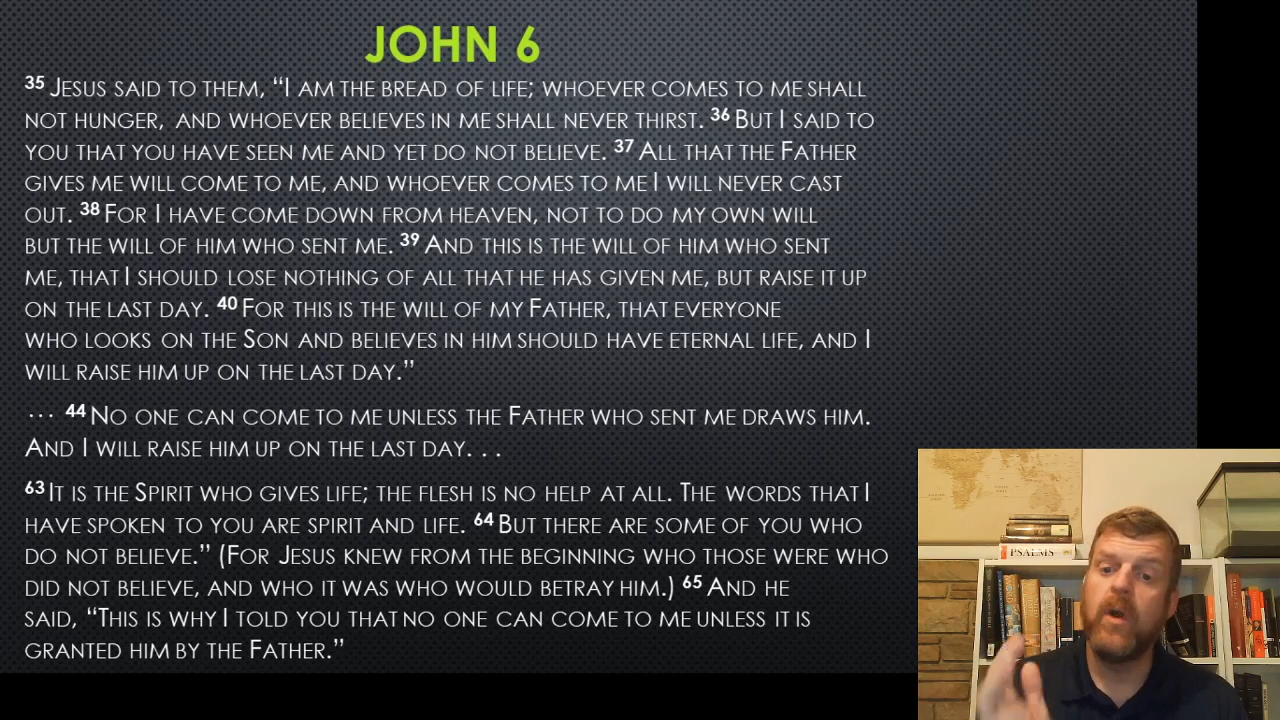 JOHN 6
35 JESUS SAID TO THEM, “I AM THE BREAD OF LIFE; WHOEVER COMES TO ME SHALL
NOT HUNGER, AND WHOEVER BELIEVES IN ME SHALL NEVER THIRST. 36 BUT I SAID TO
YOU THAT YOU HAVE SEEN ME AND YET DO NOT BELIEVE. 37 ALL THAT THE FATHER
GIVES ME WILL COME TO ME, AND WHOEVER COMES TO ME I WILL NEVER CAST
OUT. 38 FOR I HAVE COME DOWN FROM HEAVEN, NOT TO DO MY OWN WILL
BUT THE WILL OF HIM WHO SENT ME. 39 AND THIS IS THE WILL OF HIM WHO SENT
ME, THAT I SHOULD LOSE NOTHING OF ALL THAT HE HAS GIVEN ME, BUT RAISE IT UP
ON THE LAST DAY. 40 FOR THIS IS THE WILL OF MY FATHER, THAT EVERYONE
WHO LOOKS ON THE SON AND BELIEVES IN HIM SHOULD HAVE ETERNAL LIFE, AND I
WILL RAISE HIM UP ON THE LAST DAY.”
... 44 NO ONE CAN COME TO ME UNLESS THE FATHER WHO SENT ME DRAWS HIM.
AND I WILL RAISE HIM UP ON THE LAST DAY. . .
63 IT IS THE SPIRIT WHO GIVES LIFE; THE FLESH IS NO HELP AT ALL. THE WORDS THAT I
HAVE SPOKEN TO YOU ARE SPIRIT AND LIFE. 64 BUT THERE ARE SOME OF YOU WHO
DO NOT BELIEVE.” (FOR JESUS KNEW FROM THE BEGINNING WHO THOSE WERE WHO
DID NOT BELIEVE, AND WHO IT WAS WHO WOULD BETRAY HIM.) 65 AND HE
SAID, “THIS IS WHY I TOLD YOU THAT NO ONE CAN COME TO ME UNLESS IT IS
GRANTED HIM BY THE FATHER.”
PSALMS